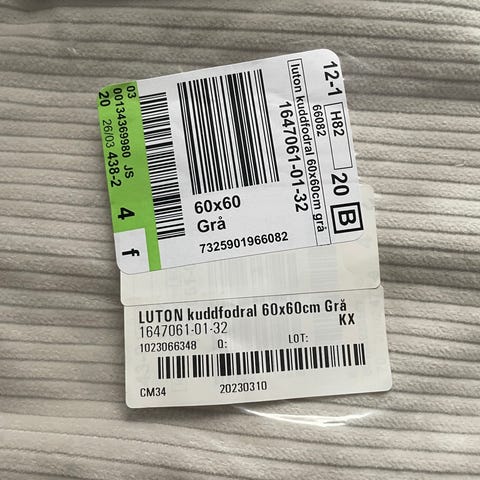 03
00134369980 JS
20 26/03 438-2
4
f
60x60
Grå
7325901966082
1647061-01-32
luton kuddfodral 60x60cm grå
66082
12-1
H82
20
B
LUTON kuddfodral 60x60cm Grå
KX
1647061-01-32
1023066348 Q: LOT:
CM34 20230310